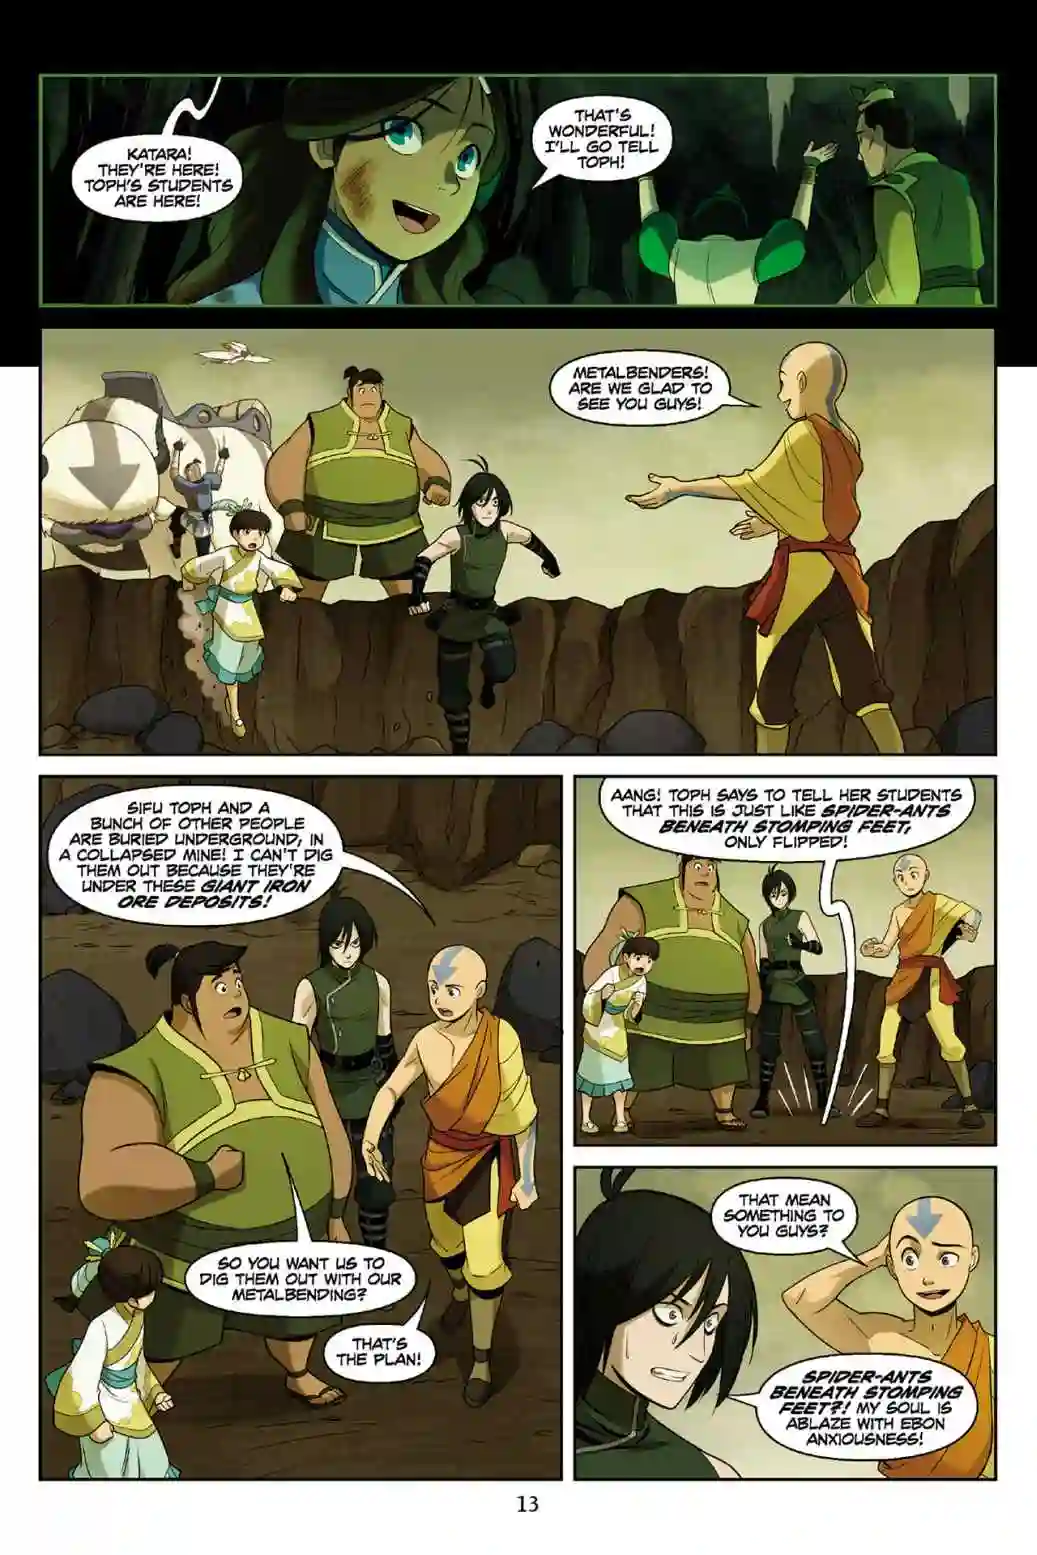 KATARA!
THEY'RE HERE!
TOPH'S STUDENTS
ARE HERE!
THAT'S
WONDERFUL!
I'LL GO TELL
TOPH!
METALBENDERS!
ARE WE GLAD TO
SEE YOU GUYS!
SIFU TOPH AND A
BUNCH OF OTHER PEOPLE
ARE BURIED UNDERGROUND, IN
A COLLAPSED MINE! I CAN'T DIG
THEM OUT BECAUSE THEY'RE
UNDER THESE GIANT IRON
ORE DEPOSITS!
SO YOU WANT US TO
DIG THEM OUT WITH OUR
METALBENDING?
THAT'S
THE PLAN!
AANG! TOPH SAYS TO TELL HER STUDENTS
THAT THIS IS JUST LIKE SPIDER-ANTS
BENEATH STOMPING FEET,
ONLY FLIPPED!
THAT MEAN
SOMETHING TO
YOU GUYS?
SPIDER-ANTS
BENEATH STOMPING
FEET?! MY SOUL IS
ABLAZE WITH EBON
ANXIOUSNESS!
13